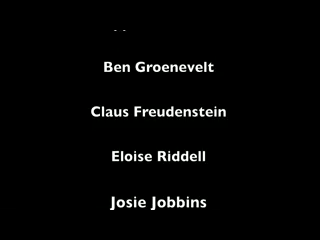 Ben Groenevelt
Claus Freudenstein
Eloise Riddell
Josie Jobbins